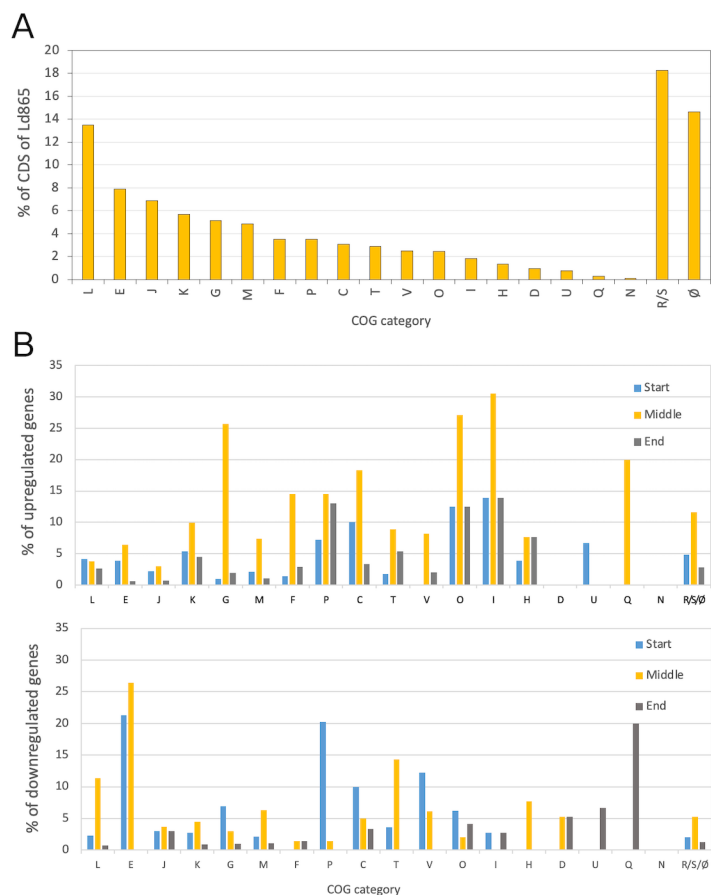 A
20
18
16
14
12
10
8
6
4
2
0
% of CDS of Ld865
L E J K G M F P C T V O I H D U Q N R/S Ø
COG category
B
35
30
25
20
15
10
5
0
% of upregulated genes
Start
Middle
End
L E J K G M F P C T V O I H D U Q N R/S/Ø
35
30
25
20
15
10
5
0
% of downregulated genes
Start
Middle
End
L E J K G M F P C T V O I H D U Q N R/S/Ø
COG category